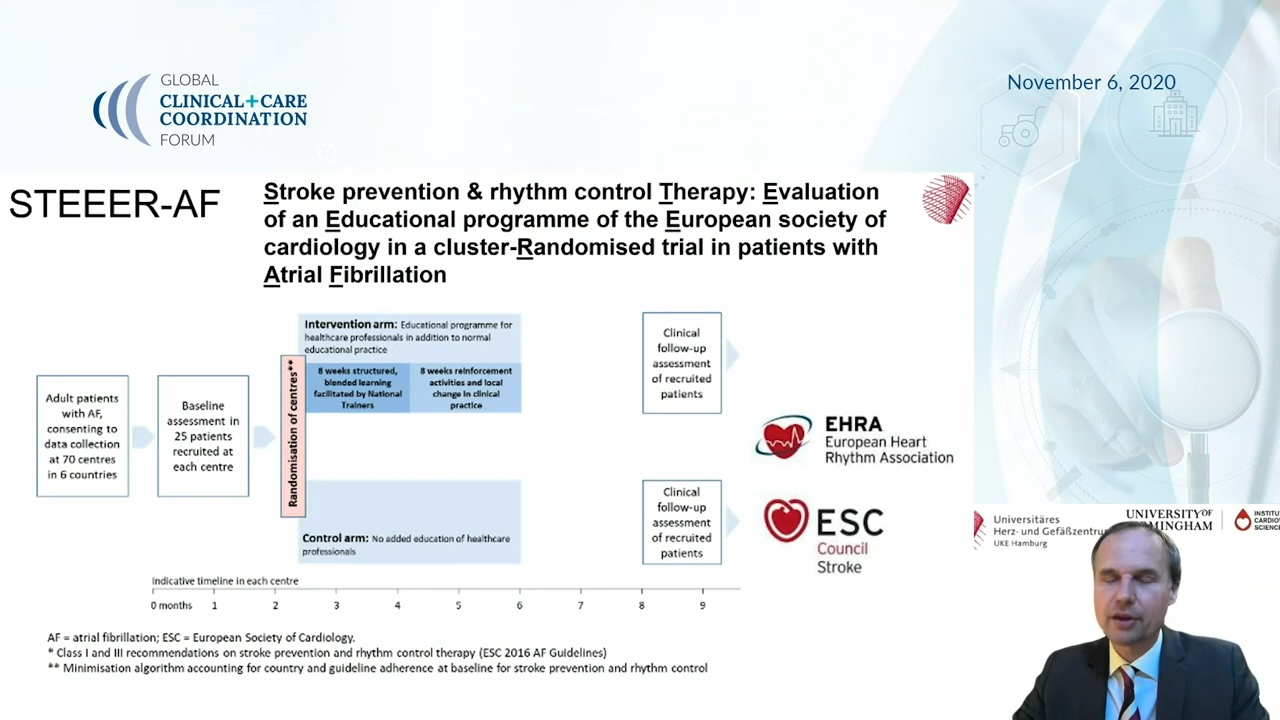 GLOBAL
CLINICAL+CARE
COORDINATION
FORUM
November 6, 2020
STEEER-AF
Stroke prevention & rhythm control Therapy: Evaluation
of an Educational programme of the European society of
cardiology in a cluster-Randomised trial in patients with
Atrial Fibrillation
Adult patients
with AF,
consenting to
data collection
at 70 centres
in 6 countries
Baseline
assessment in
25 patients
recruited at
each centre
Randomisation of centres**
Intervention arm: Educational programme for
healthcare professionals in addition to normal
educational practice
8 weeks structured,
blended learning
facilitated by National
Trainers
8 weeks reinforcement
activities and local
change in clinical
practice
Control arm: No added education of healthcare
professionals
Clinical
follow-up
assessment
of recruited
patients
Clinical
follow-up
assessment
of recruited
patients
EHRA
European Heart
Rhythm Association
ESC
Council
Stroke
Universitäres
Herz- und Gefäßzentru
UKE Hamburg
UNIVERSITY OF
MINGHAM
INSTIT
CARDIO
SCIENC
Indicative timeline in each centre
0 months 1 2 3 4 5 6 7 8 9
AF = atrial fibrillation; ESC = European Society of Cardiology.
* Class I and III recommendations on stroke prevention and rhythm control therapy (ESC 2016 AF Guidelines)
** Minimisation algorithm accounting for country and guideline adherence at baseline for stroke prevention and rhythm control